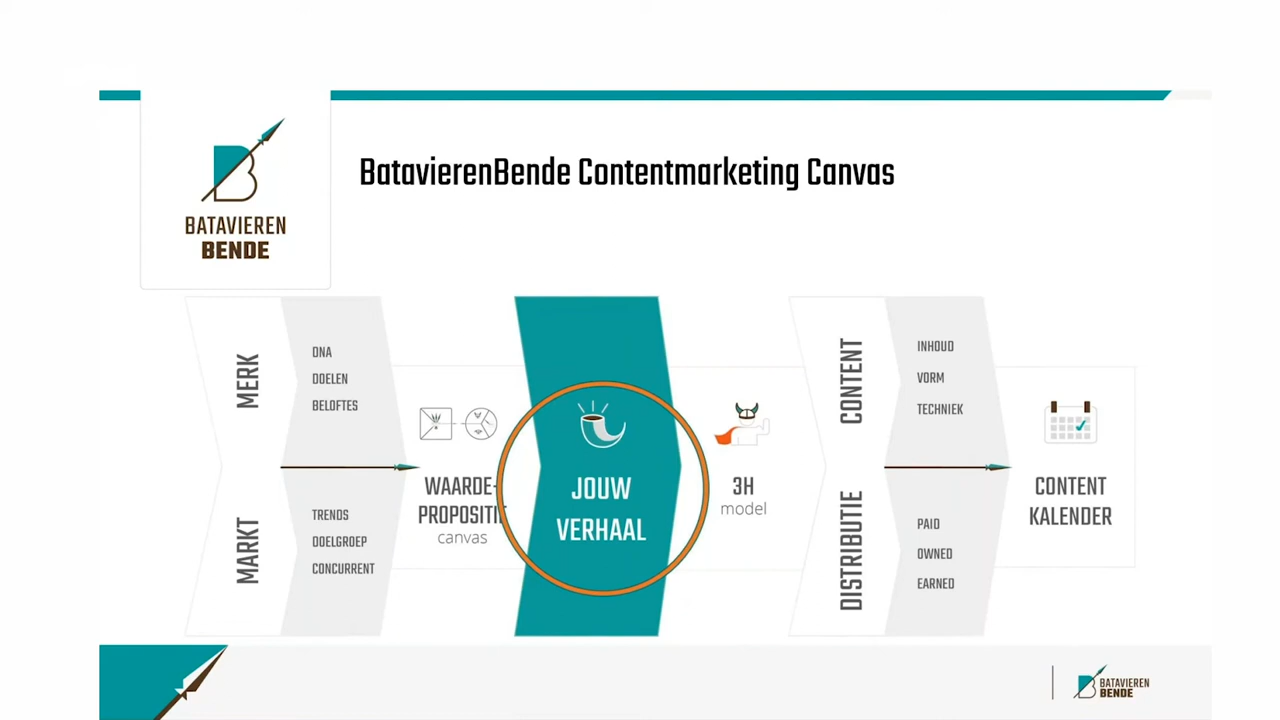 BATAVIEREN
BENDE
BatavierenBende Contentmarketing Canvas
MERK
DNA
DOELEN
BELOFTES
MARKT
TRENDS
DOELGROEP
CONCURRENT
WAARDE-
PROPOSITIE
canvas
JOUW
VERHAAL
3H
model
CONTENT
INHOUD
VORM
TECHNIEK
DISTRIBUTIE
PAID
OWNED
EARNED
CONTENT
KALENDER
BATAVIEREN
BENDE